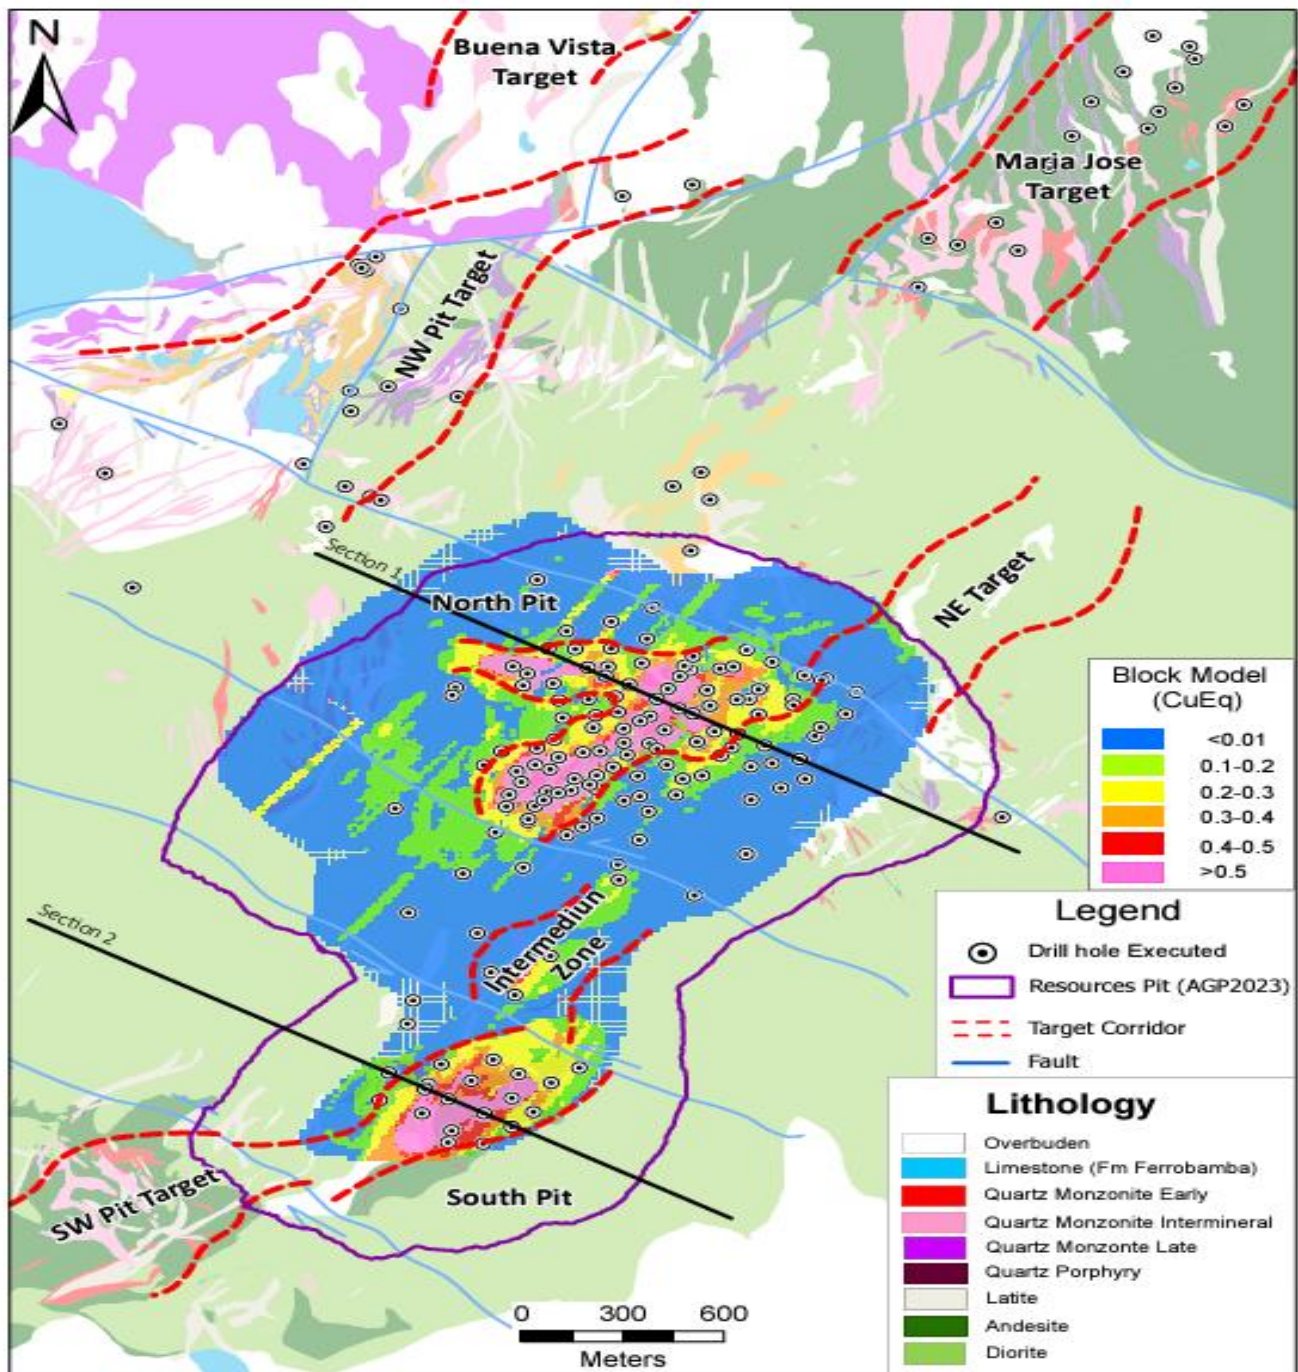 N
Buena Vista
Target
Maria Jose
Target
NW Pit Target
Section 1
North Pit
NE Target
Block Model
(CuEq)
<0.01
0.1-0.2
0.2-0.3
0.3-0.4
0.4-0.5
>0.5
Section 2
Intermediun
Zone
Legend
Drill hole Executed
Resources Pit (AGP2023)
Target Corridor
Fault
SW Pit Target
South Pit
Lithology
Overbuden
Limestone (Fm Ferrobamba)
Quartz Monzonite Early
Quartz Monzonite Intermineral
Quartz Monzonte Late
Quartz Porphyry
Latite
Andesite
Diorite
0 300 600
Meters